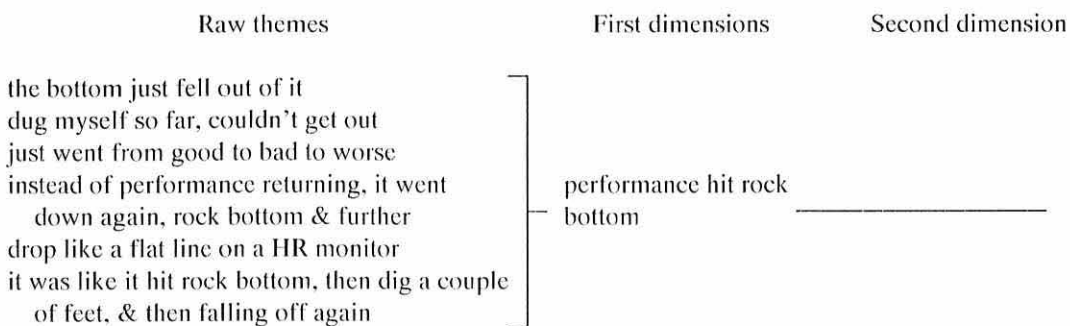 Raw themes First dimensions Second dimension
the bottom just fell out of it
dug myself so far, couldn't get out
just went from good to bad to worse
instead of performance returning, it went
down again, rock bottom & further
drop like a flat line on a HR monitor
it was like it hit rock bottom, then dig a couple
of feet, & then falling off again
performance hit rock
bottom